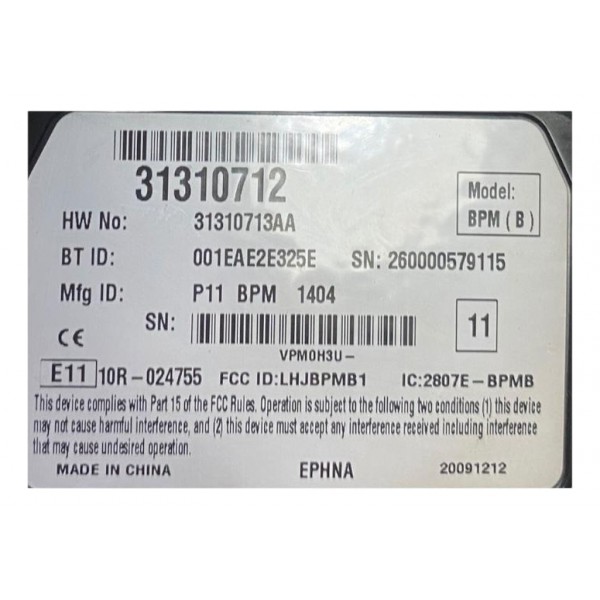 31310712
Model:
BPM ( B )
HW No: 31310713AA
BT ID: 001EAE2E325E SN: 260000579115
Mfg ID: P11 BPM 1404
SN:
11
VPM0H3U-
CE
E11 10R-024755 FCC ID:LHJBPMB1 IC:2807E-BPMB
This device complies with Part 15 of the FCC Rules. Operation is subject to the following two conditions (1) this device
may not cause harmful interference, and (2) this device must accept any interference received including interference
that may cause undesired operation.
MADE IN CHINA EPHNA 20091212